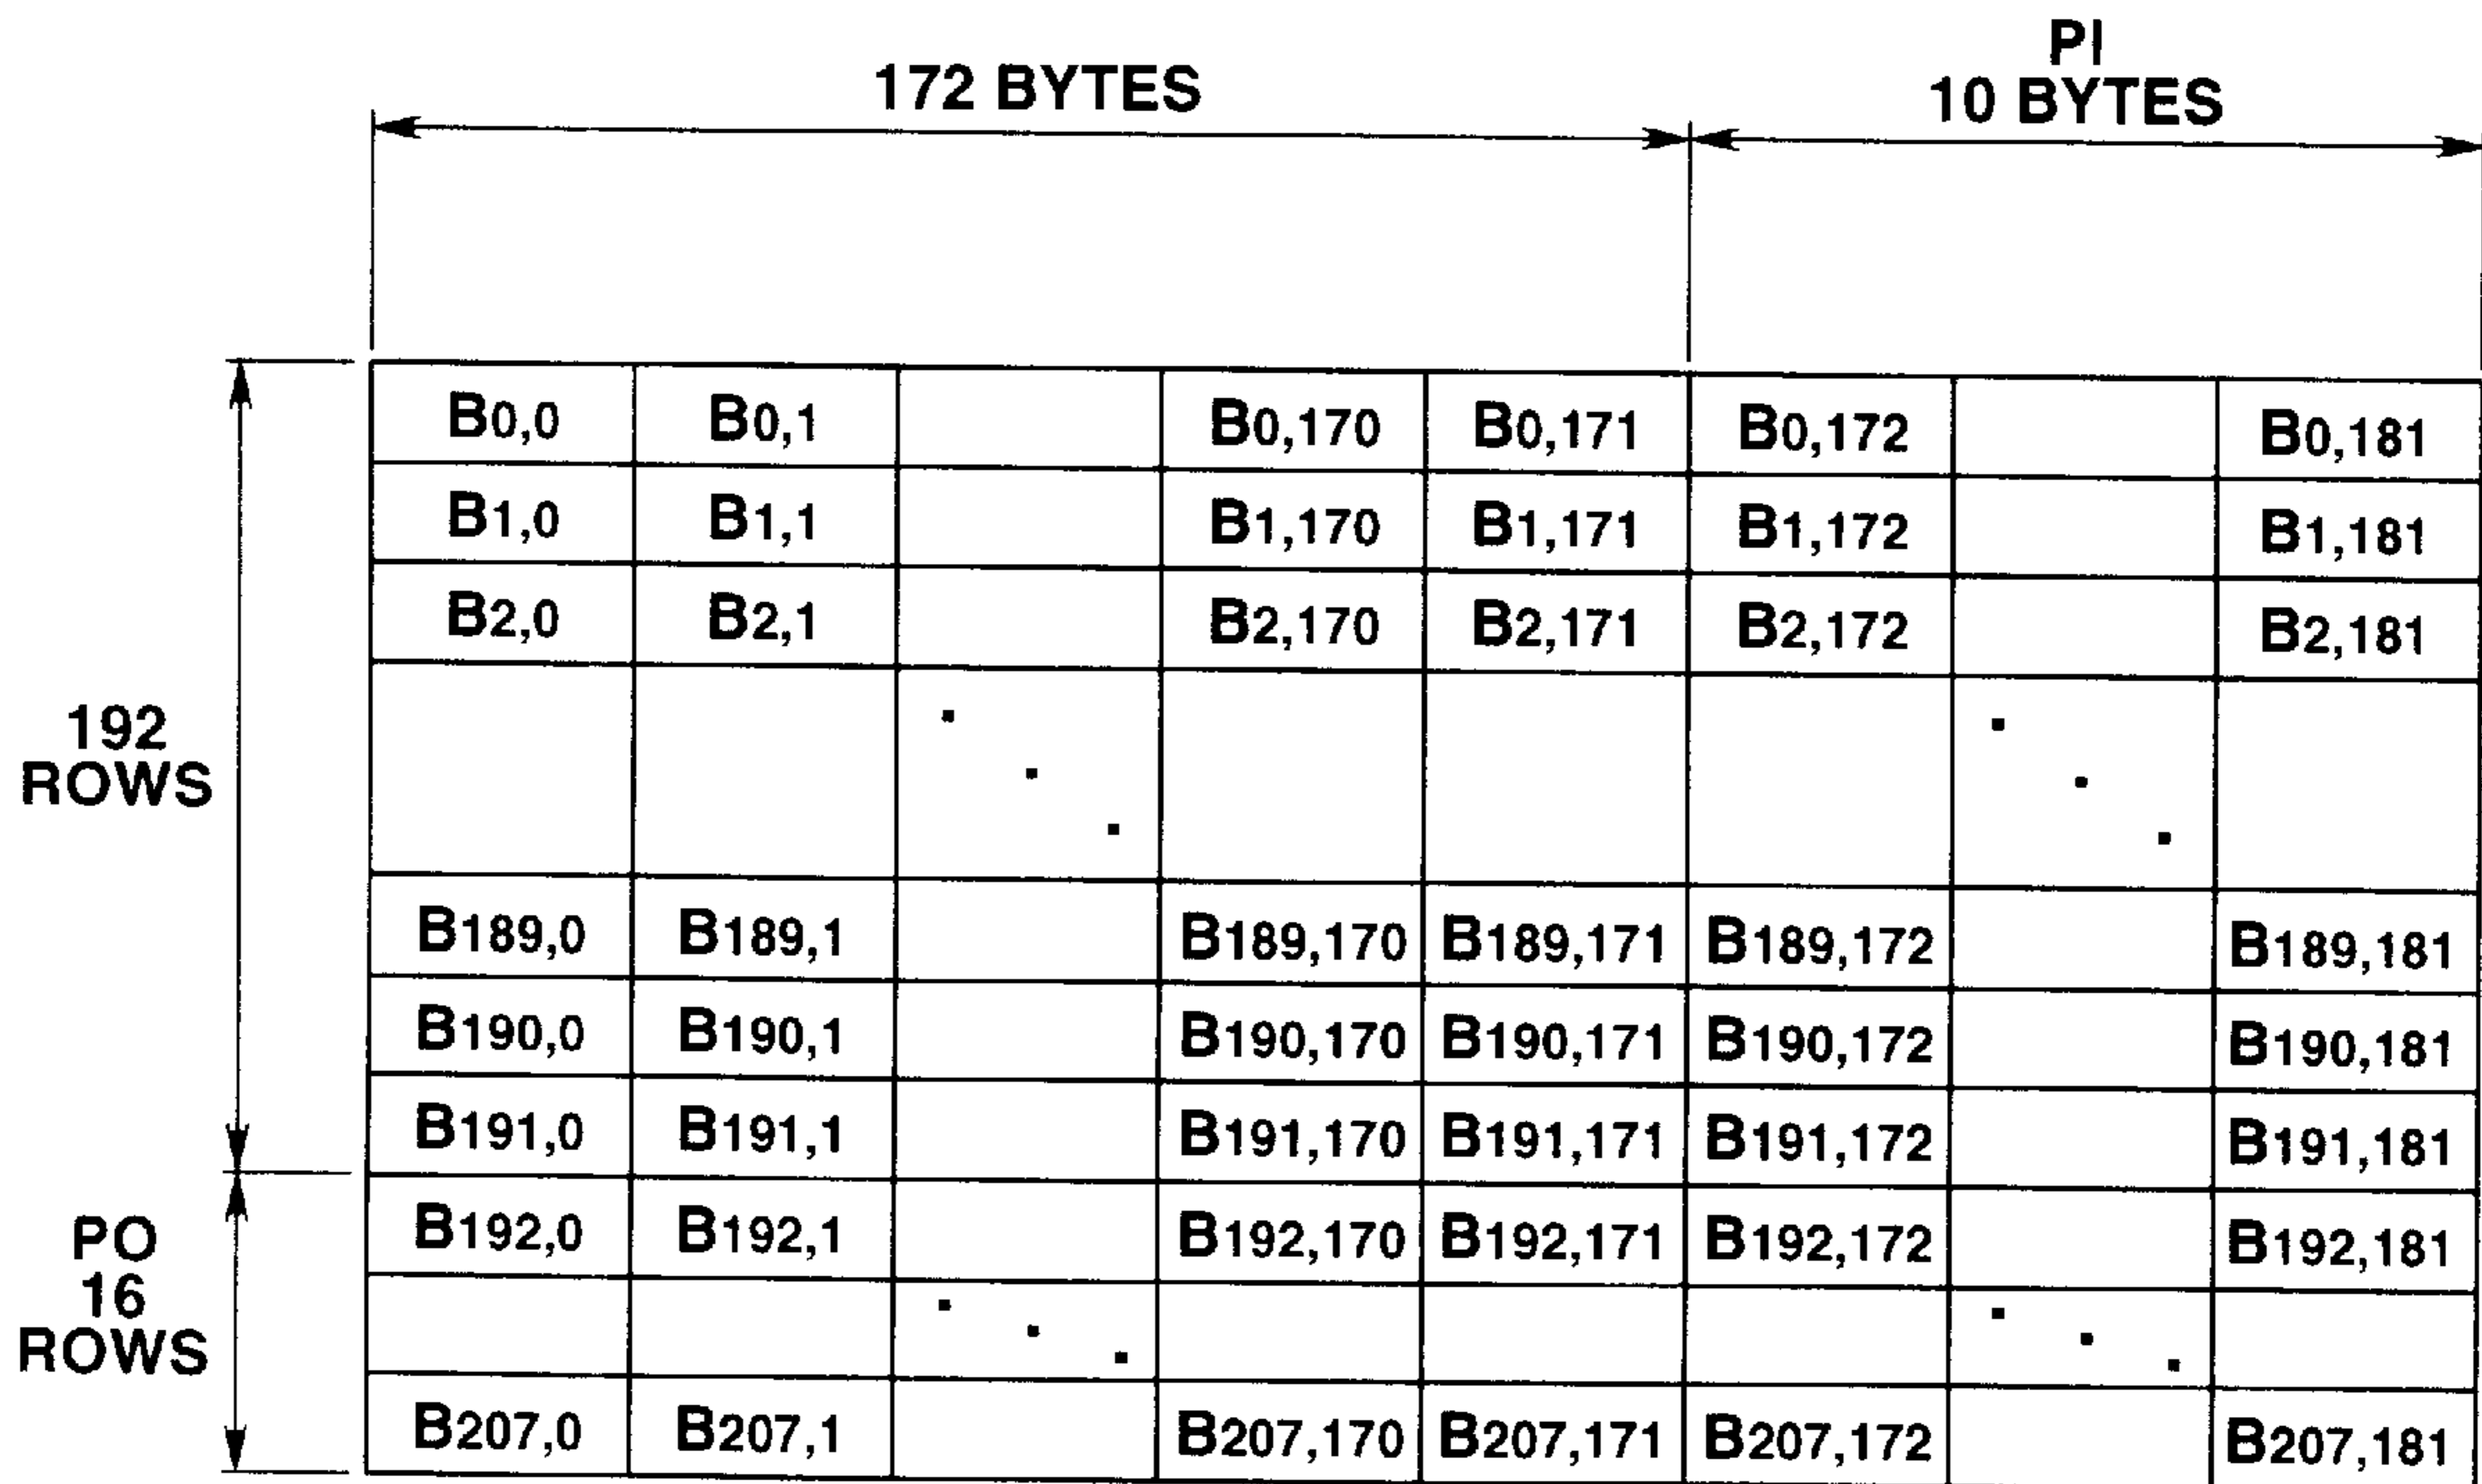 PI
172 BYTES
10 BYTES
B0,0 B0,1 B0,170 B0,171 B0,172 B0,181
B1,0 B1,1 B1,170 B1,171 B1,172 B1,181
B2,0 B2,1 B2,170 B2,171 B2,172 B2,181
192
ROWS
B189,0 B189,1 B189,170 B189,171 B189,172 B189,181
B190,0 B190,1 B190,170 B190,171 B190,172 B190,181
B191,0 B191,1 B191,170 B191,171 B191,172 B191,181
PO
16
ROWS
B192,0 B192,1 B192,170 B192,171 B192,172 B192,181
B207,0 B207,1 B207,170 B207,171 B207,172 B207,181